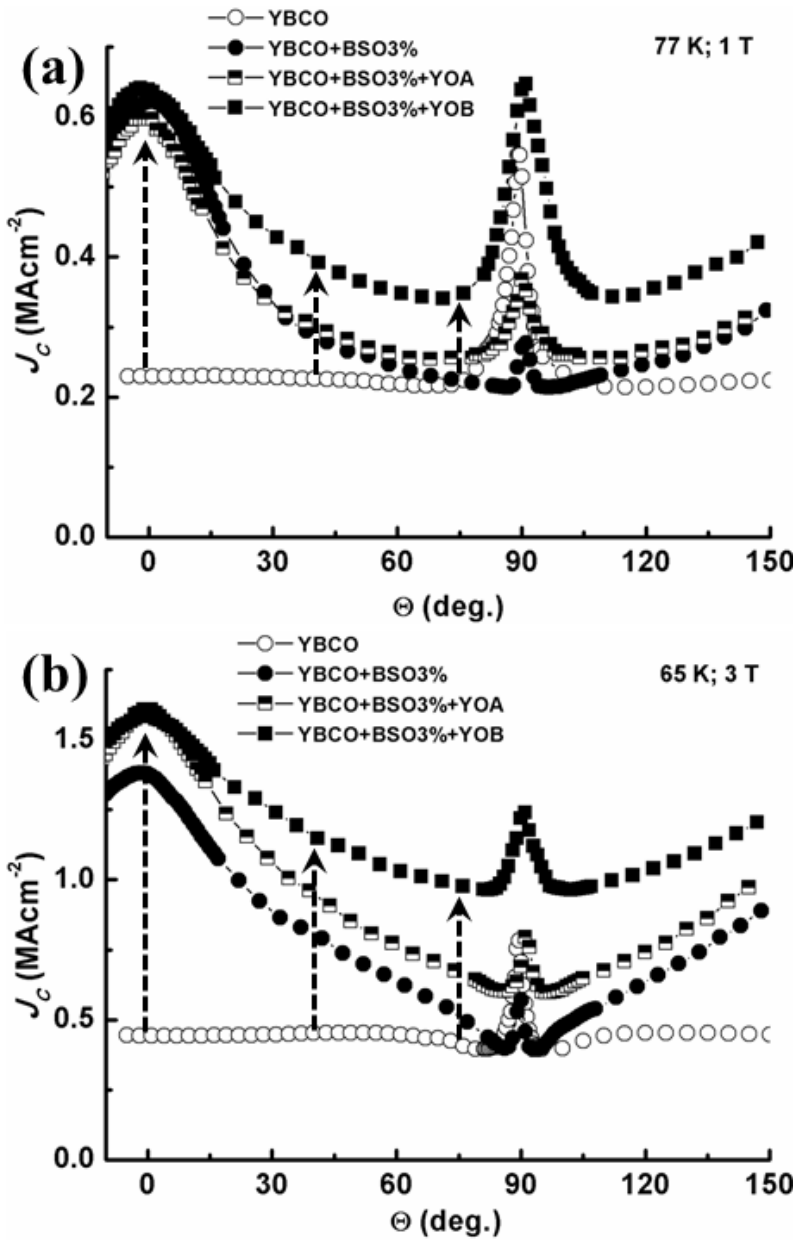 (a)
YBCO
YBCO+BSO3%
YBCO+BSO3%+YOA
YBCO+BSO3%+YOB
77 K; 1 T
0.6
0.4
0.2
0.0
J_C (MAcm⁻²)
0 30 60 90 120 150
Θ (deg.)
(b)
YBCO
YBCO+BSO3%
YBCO+BSO3%+YOA
YBCO+BSO3%+YOB
65 K; 3 T
1.5
1.0
0.5
0.0
J_C (MAcm⁻²)
0 30 60 90 120 150
Θ (deg.)